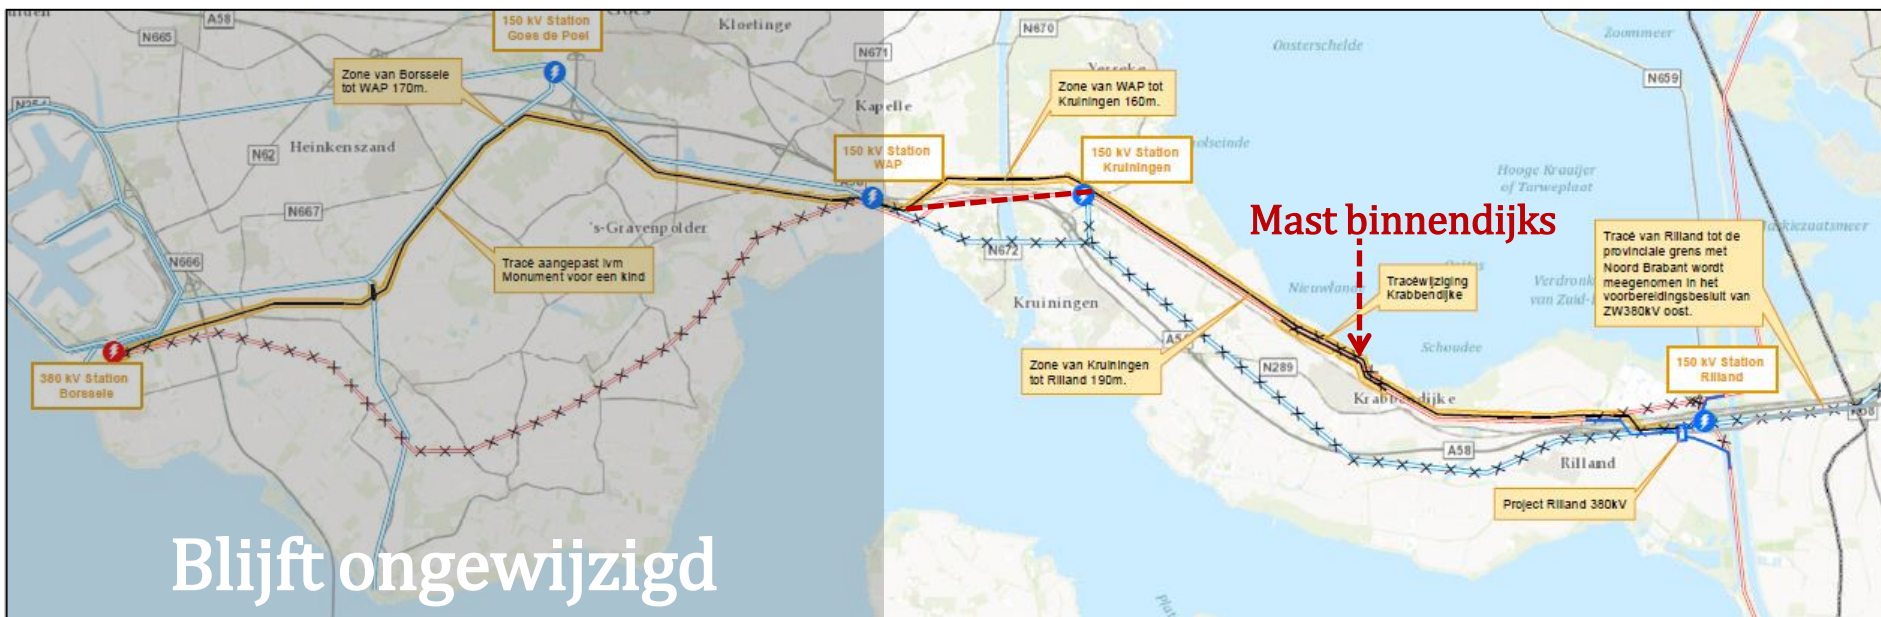 A58
N665
150 kV Station
Goes de Poel
Kloetinge
N670
N671
Oosterschelde
Zoommeer
N659
Zone van Borssele
tot WAP 170m.
Yerseke
Zone van WAP tot
Kruiningen 160m.
Kapelle
N62
Heinkenszand
150 kV Station
WAP
150 kV Station
Kruiningen
Hooge Kraaijer
of Tarweplaat
N667
's-Gravenpolder
Mast binnendijks
N672
N666
Tracé aangepast ivm
Monument voor een kind
Tracé van Rilland tot de
provinciale grens met
Noord Brabant wordt
meegenomen in het
voorbereidingsbesluit van
ZW380kV oost.
Kruiningen
Nieuwlande
Tracéwijziging
Krabbendijke
Schoudee
380 kV Station
Borssele
Zone van Kruiningen
tot Rilland 190m.
N289
150 kV Station
Rilland
Krabbendijke
A58
Rilland
Project Rilland 380kV
Blijft ongewijzigd